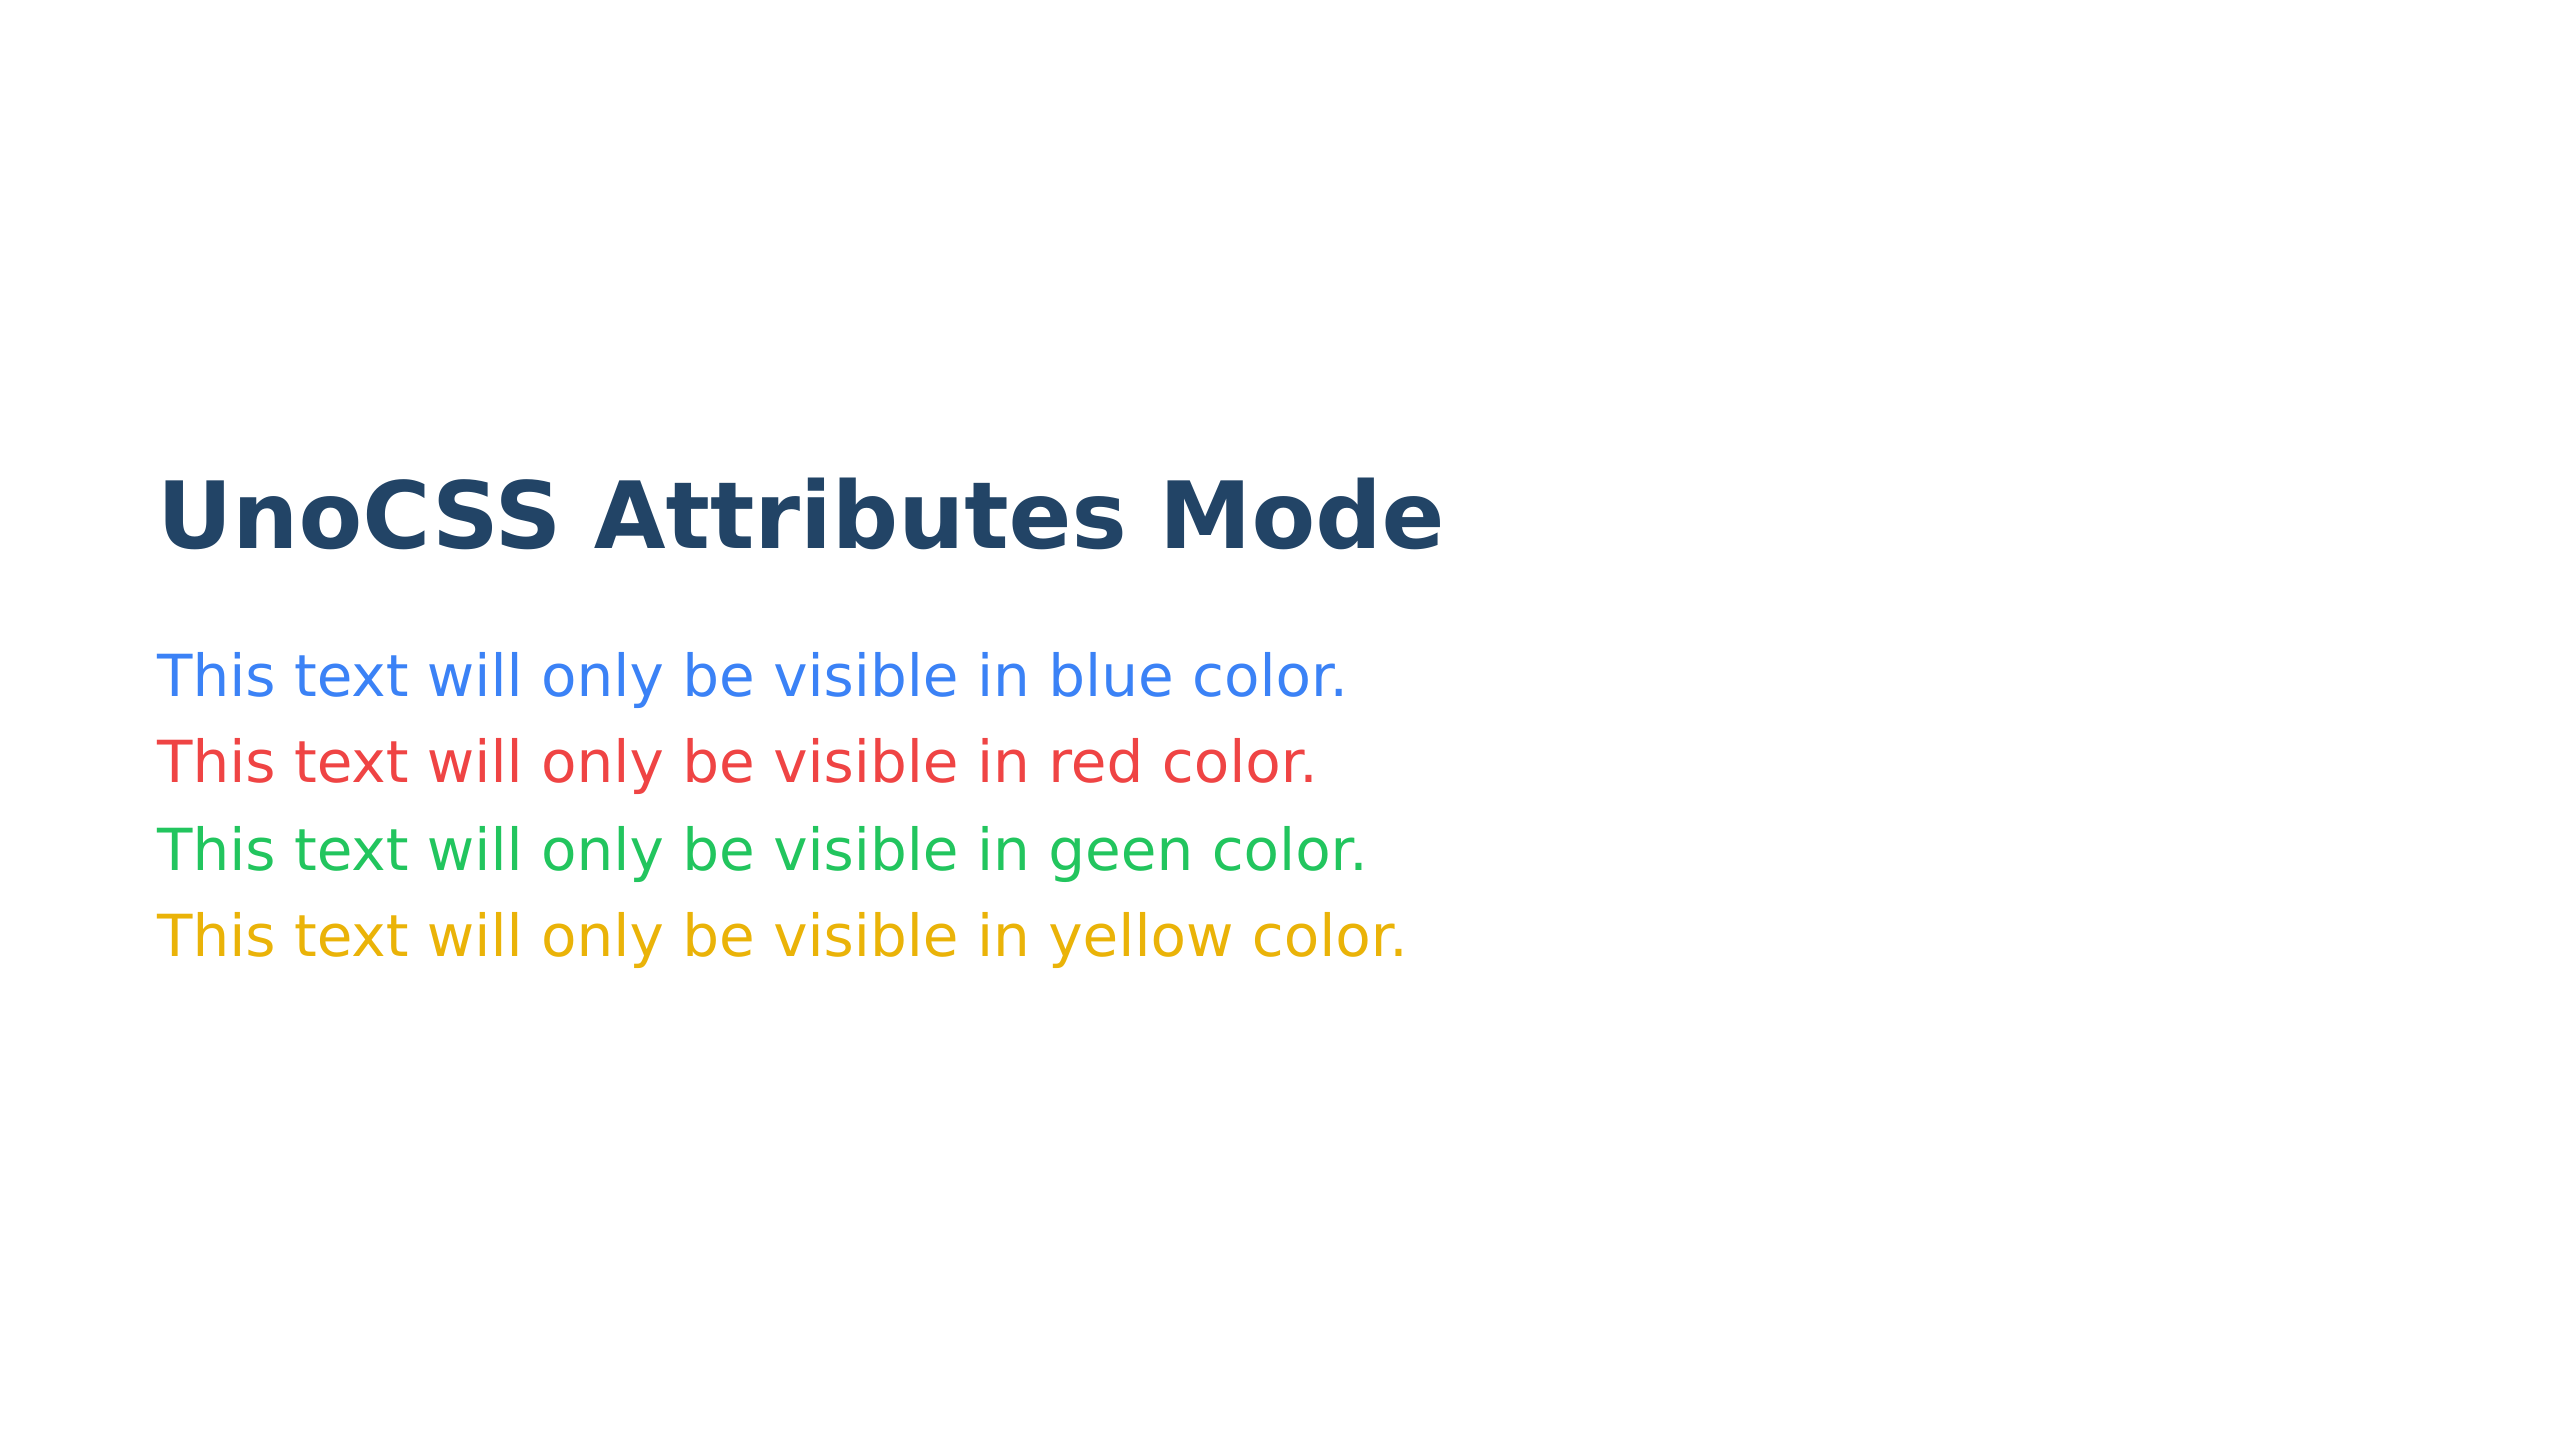 UnoCSS Attributes Mode
This text will only be visible in blue color.
This text will only be visible in red color.
This text will only be visible in geen color.
This text will only be visible in yellow color.